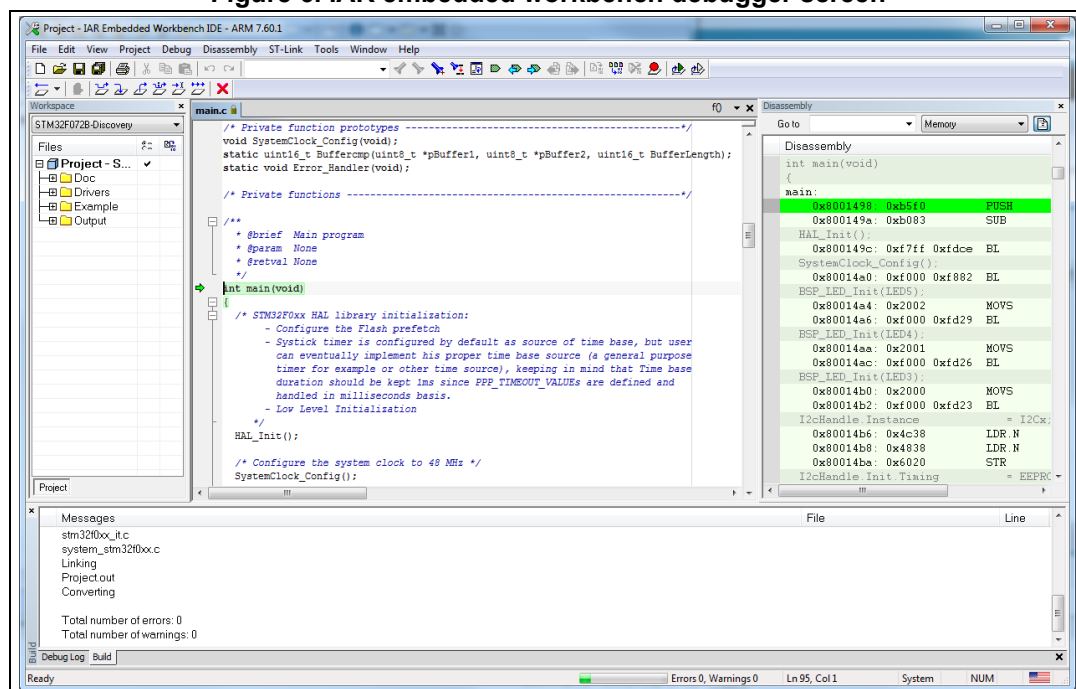 Figure 6. IAR embedded workbench debugger screen
Project - IAR Embedded Workbench IDE - ARM 7.60.1
File Edit View Project Debug Disassembly ST-Link Tools Window Help
Workspace
STM32F072B-Discovery
Files
Project - S...
Doc
Drivers
Example
Output
Project
main.c
f()
/* Private function prototypes -----------------------------------------------*/
void SystemClock_Config(void);
static uint16_t Buffercmp(uint8_t *pBuffer1, uint8_t *pBuffer2, uint16_t BufferLength);
static void Error_Handler(void);
/* Private functions ---------------------------------------------------------*/
/**
* @brief Main program
* @param None
* @retval None
*/
int main(void)
{
/* STM32F0xx HAL library initialization:
- Configure the Flash prefetch
- Systick timer is configured by default as source of time base, but user
can eventually implement his proper time base source (a general purpose
timer for example or other time source), keeping in mind that Time base
duration should be kept 1ms since PPP_TIMEOUT_VALUEs are defined and
handled in milliseconds basis.
- Low Level Initialization
*/
HAL_Init();
/* Configure the system clock to 48 MHz */
SystemClock_Config();
Disassembly
Go to Memory
Disassembly
int main(void)
{
main:
0x8001498: 0xb5f0 PUSH
0x800149a: 0xb083 SUB
HAL_Init();
0x800149c: 0xf7ff 0xfdce BL
SystemClock_Config();
0x80014a0: 0xf000 0xf882 BL
BSP_LED_Init(LED5);
0x80014a4: 0x2002 MOVS
0x80014a6: 0xf000 0xfd29 BL
BSP_LED_Init(LED4);
0x80014aa: 0x2001 MOVS
0x80014ac: 0xf000 0xfd26 BL
BSP_LED_Init(LED3);
0x80014b0: 0x2000 MOVS
0x80014b2: 0xf000 0xfd23 BL
I2cHandle.Instance = I2Cx;
0x80014b6: 0x4c38 LDR.N
0x80014b8: 0x4838 LDR.N
0x80014ba: 0x6020 STR
I2cHandle.Init.Timing = EEPRO
Messages File Line
stm32f0xx_it.c
system_stm32f0xx.c
Linking
Project.out
Converting
Total number of errors: 0
Total number of warnings: 0
Build
Debug Log Build
Ready Errors 0, Warnings 0 Ln 95, Col 1 System NUM